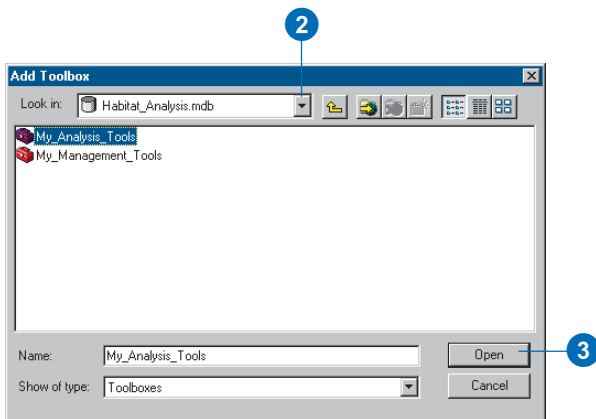 2
Add Toolbox
Look in: Habitat_Analysis.mdb
My_Analysis_Tools
My_Management_Tools
Name: My_Analysis_Tools Open 3
Show of type: Toolboxes Cancel